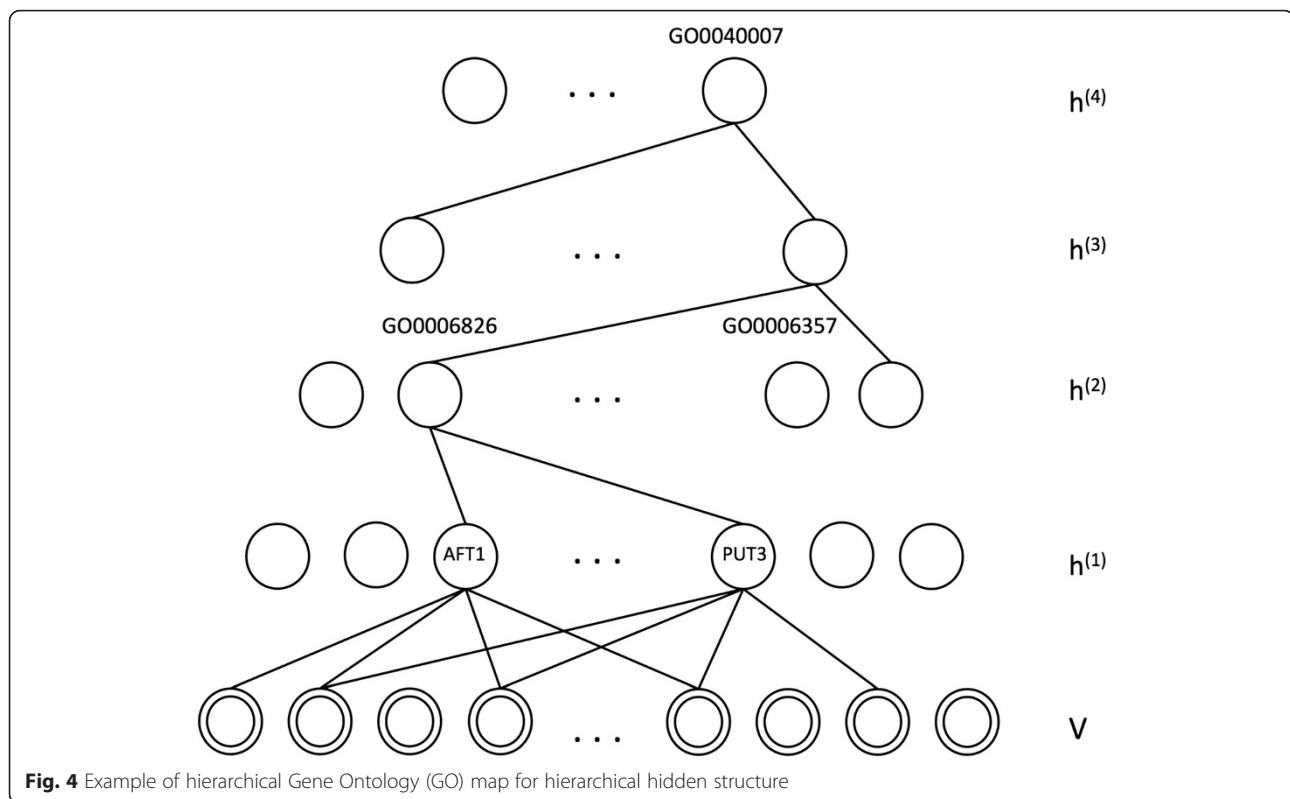 GO0040007
. . .
h(4)
. . .
h(3)
GO0006826 GO0006357
. . .
h(2)
AFT1 . . . PUT3
h(1)
. . .
V
Fig. 4 Example of hierarchical Gene Ontology (GO) map for hierarchical hidden structure